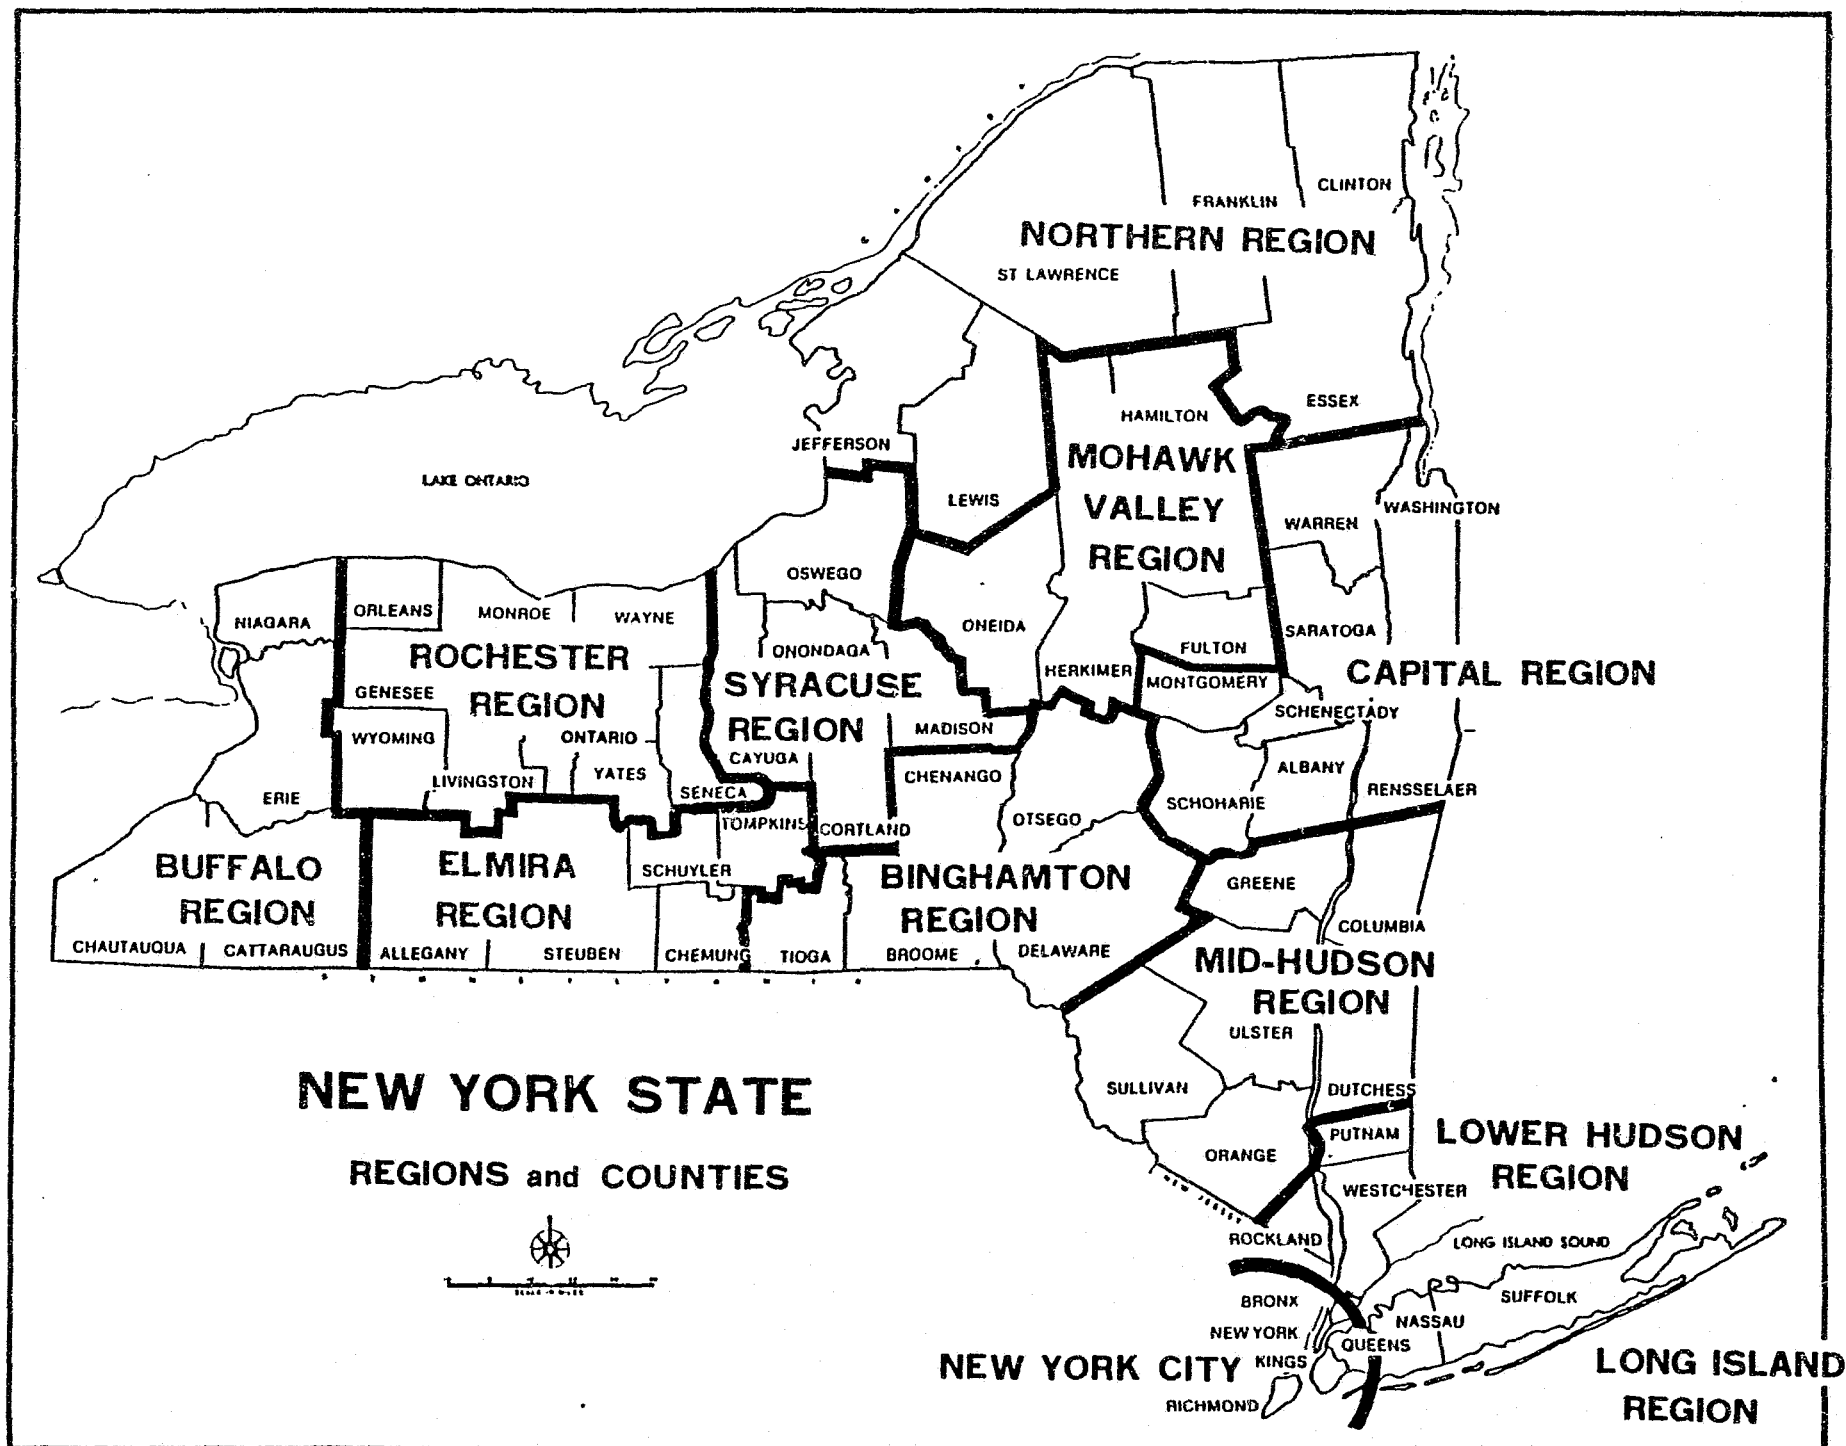 CLINTON
FRANKLIN
NORTHERN REGION
ST LAWRENCE
ESSEX
HAMILTON
JEFFERSON
MOHAWK
VALLEY
REGION
LAKE ONTARIO
LEWIS
WASHINGTON
WARREN
OSWEGO
NIAGARA
ORLEANS
MONROE
WAYNE
ONEIDA
SARATOGA
ROCHESTER
REGION
ONONDAGA
FULTON
HERKIMER
MONTGOMERY
CAPITAL REGION
GENESEE
SYRACUSE
REGION
SCHENECTADY
WYOMING
ONTARIO
MADISON
CAYUGA
CHENANGO
ALBANY
LIVINGSTON
YATES
SENECA
RENSSELAER
ERIE
SCHOHARIE
TOMPKINS
CORTLAND
OTSEGO
BUFFALO
REGION
ELMIRA
REGION
SCHUYLER
BINGHAMTON
REGION
GREENE
COLUMBIA
CHAUTAUQUA
CATTARAUGUS
ALLEGANY
STEUBEN
CHEMUNG
TIOGA
BROOME
DELAWARE
MID-HUDSON
REGION
ULSTER
NEW YORK STATE
SULLIVAN
DUTCHESS
REGIONS and COUNTIES
ORANGE
PUTNAM
LOWER HUDSON
REGION
WESTCHESTER
ROCKLAND
LONG ISLAND SOUND
BRONX
SUFFOLK
NEW YORK
NASSAU
QUEENS
NEW YORK CITY
KINGS
LONG ISLAND
REGION
RICHMOND